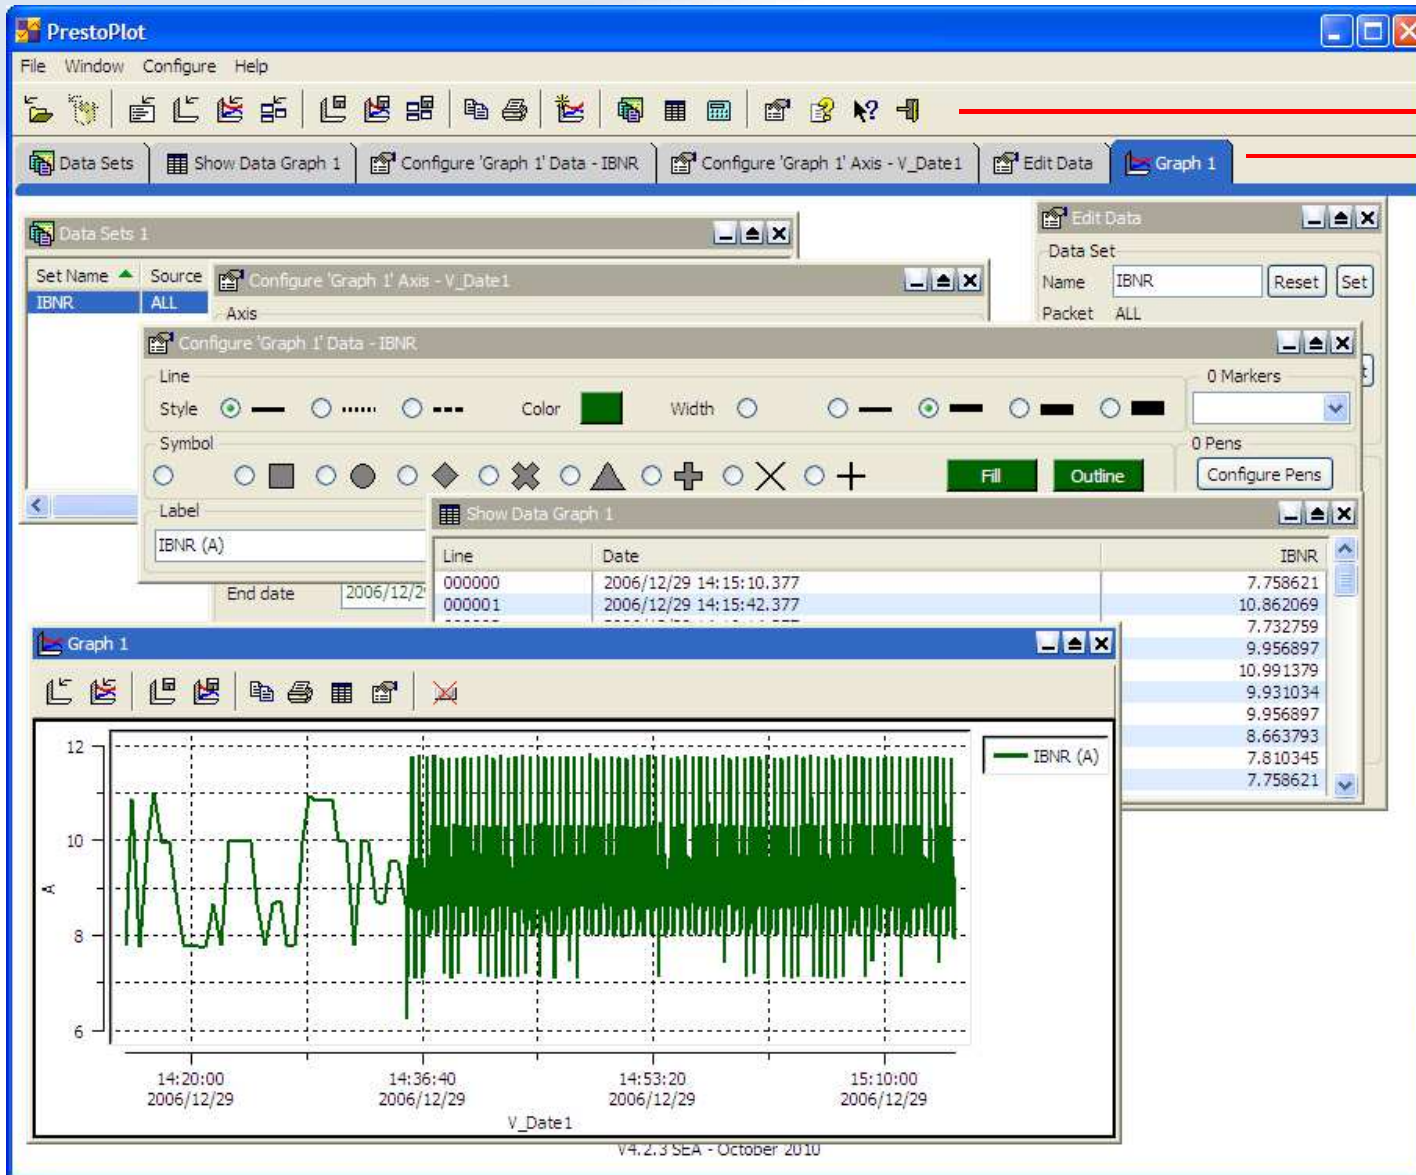 PrestoPlot
File Window Configure Help
Data Sets Show Data Graph 1 Configure 'Graph 1' Data - IBNR Configure 'Graph 1' Axis - V_Date1 Edit Data Graph 1
Data Sets 1
Set Name Source
IBNR ALL
Configure 'Graph 1' Axis - V_Date1
Axis
Edit Data
Data Set
Name IBNR Reset Set
Packet ALL
Configure 'Graph 1' Data - IBNR
Line
Style Color Width
0 Markers
Symbol
Fill Outline
0 Pens
Configure Pens
Label
IBNR (A)
End date 2006/12/2
Show Data Graph 1
Line Date IBNR
000000 2006/12/29 14:15:10.377 7.758621
000001 2006/12/29 14:15:42.377 10.862069
7.732759
9.956897
10.991379
9.931034
9.956897
8.663793
7.810345
7.758621
Graph 1
12
10
8
6
A
IBNR (A)
14:20:00 14:36:40 14:53:20 15:10:00
2006/12/29 2006/12/29 2006/12/29 2006/12/29
V_Date1
V4.2.3 SEA - October 2010